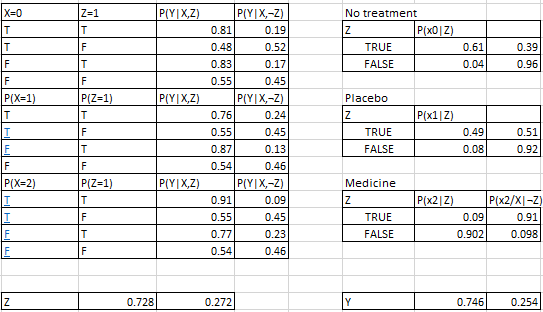 X=0 Z=1 P(Y|X,Z) P(Y|X,¬Z) No treatment
T T 0.81 0.19 Z P(x0|Z)
T F 0.48 0.52 TRUE 0.61 0.39
F T 0.83 0.17 FALSE 0.04 0.96
F F 0.55 0.45
P(X=1) P(Z=1) P(Y|X,Z) P(Y|X,¬Z) Placebo
T T 0.76 0.24 Z P(x1|Z)
T F 0.55 0.45 TRUE 0.49 0.51
F T 0.87 0.13 FALSE 0.08 0.92
F F 0.54 0.46
P(X=2) P(Z=1) P(Y|X,Z) P(Y|X,¬Z) Medicine
T T 0.91 0.09 Z P(x2|Z) P(x2/X|¬Z)
T F 0.55 0.45 TRUE 0.09 0.91
F T 0.77 0.23 FALSE 0.902 0.098
F F 0.54 0.46
Z 0.728 0.272 Y 0.746 0.254